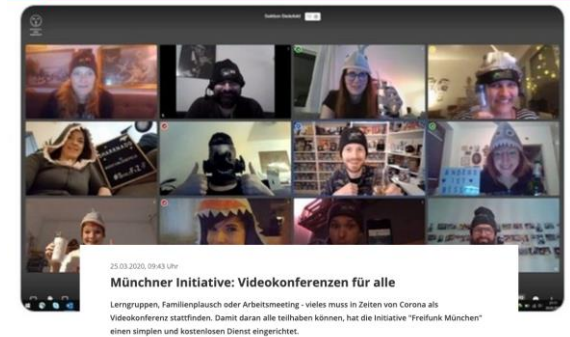 25.03.2020, 09:43 Uhr
Münchner Initiative: Videokonferenzen für alle
Lerngruppen, Familienplausch oder Arbeitsmeeting - vieles muss in Zeiten von Corona als
Videokonferenz stattfinden. Damit daran alle teilhaben können, hat die Initiative "Freifunk München"
einen simplen und kostenlosen Dienst eingerichtet.